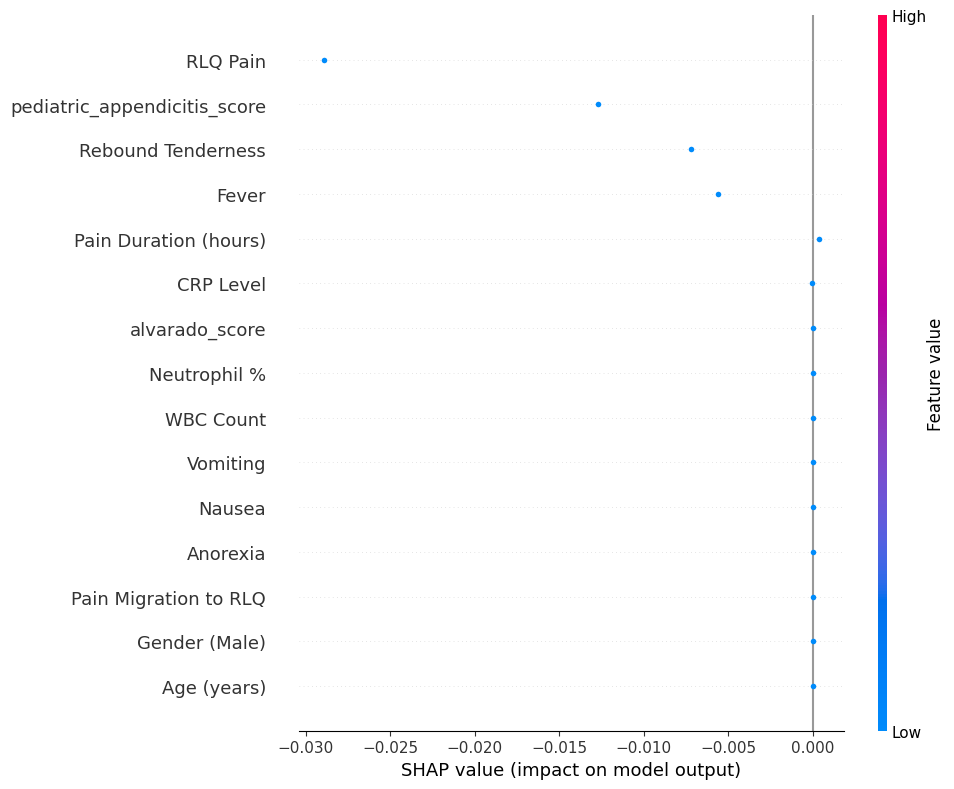 High
RLQ Pain
pediatric_appendicitis_score
Rebound Tenderness
Fever
Pain Duration (hours)
CRP Level
alvarado_score
Neutrophil %
WBC Count
Vomiting
Nausea
Anorexia
Pain Migration to RLQ
Gender (Male)
Age (years)
Feature value
Low
−0.030 −0.025 −0.020 −0.015 −0.010 −0.005 0.000
SHAP value (impact on model output)